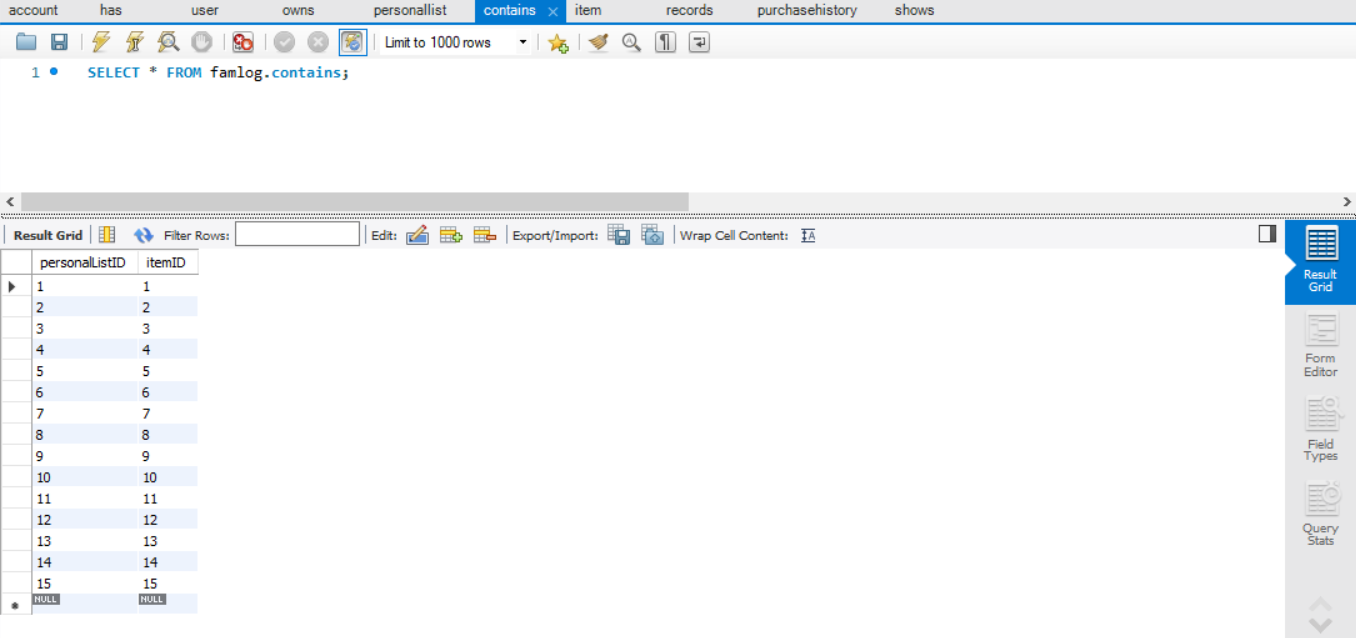 account has user owns personallist contains × item records purchasehistory shows
Limit to 1000 rows
1 SELECT * FROM famlog.contains;
Result Grid Filter Rows: Edit: Export/Import: Wrap Cell Content: IA
personalListID itemID
1 1
2 2
3 3
4 4
5 5
6 6
7 7
8 8
9 9
10 10
11 11
12 12
13 13
14 14
15 15
NULL NULL
Result
Grid
Form
Editor
Field
Types
Query
Stats